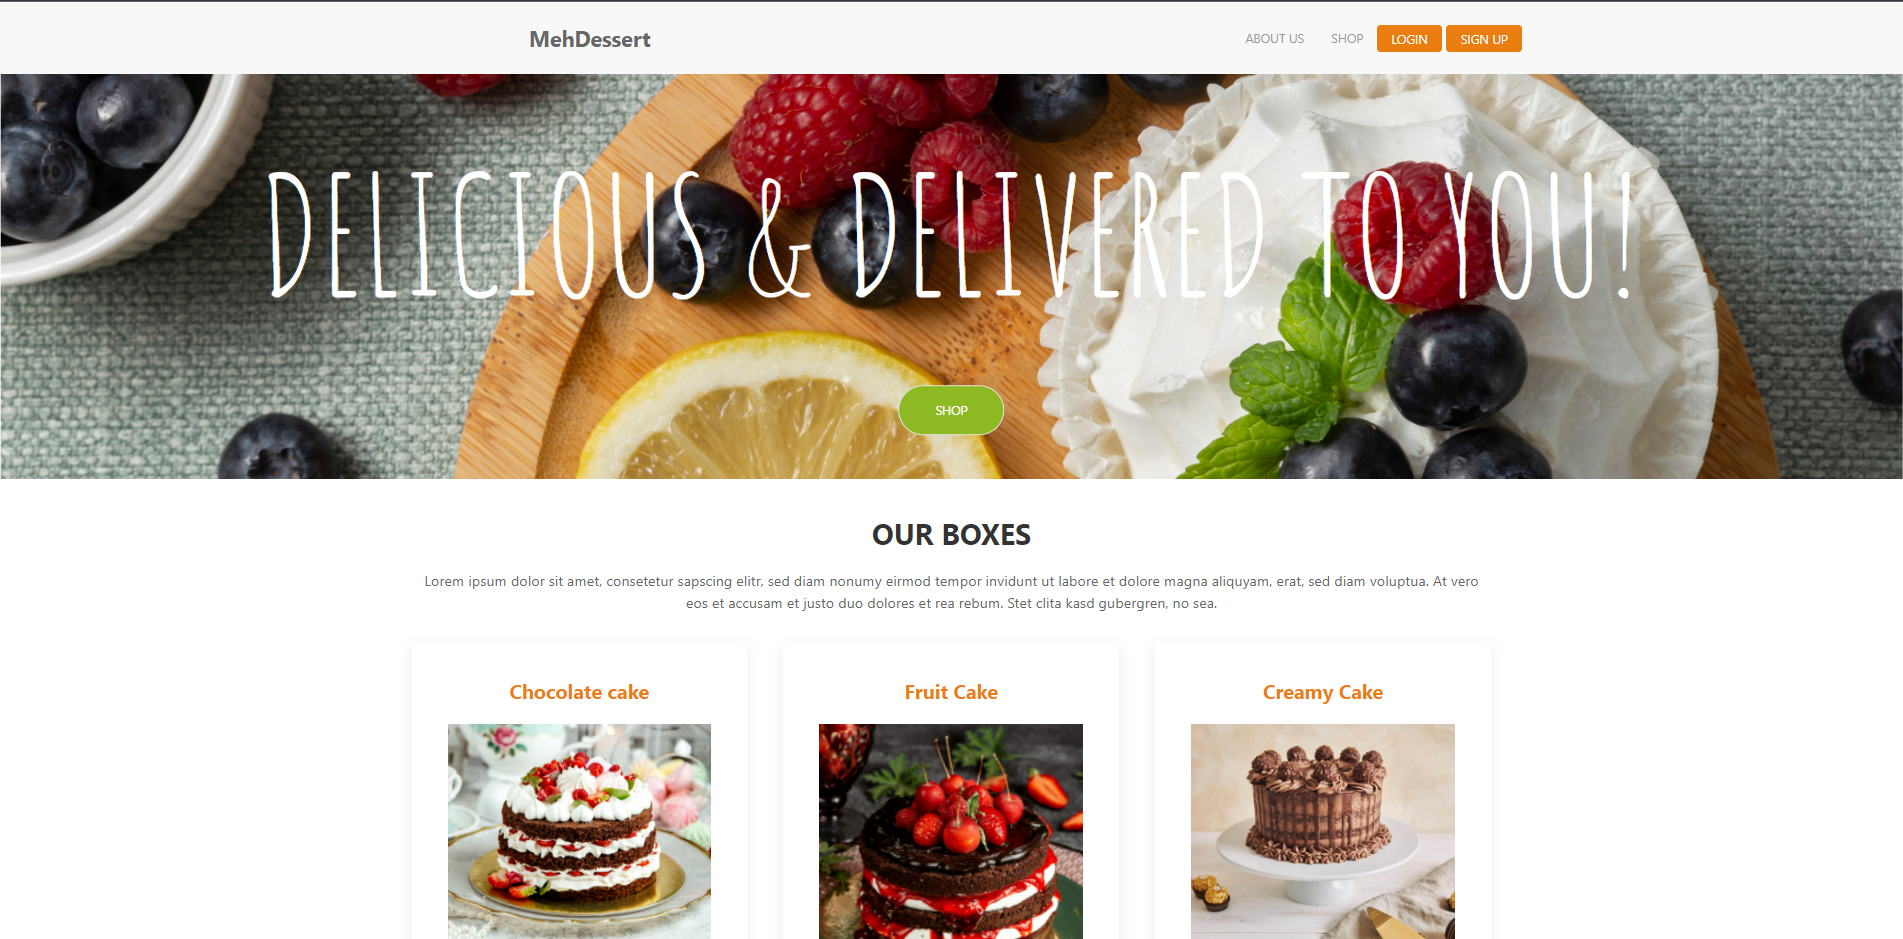 MehDessert
ABOUT US SHOP LOGIN SIGN UP
DELICIOUS & DELIVERED TO YOU!
SHOP
OUR BOXES
Lorem ipsum dolor sit amet, consetetur sapscing elitr, sed diam nonumy eirmod tempor invidunt ut labore et dolore magna aliquyam, erat, sed diam voluptua. At vero
eos et accusam et justo duo dolores et rea rebum. Stet clita kasd gubergren, no sea.
Chocolate cake
Fruit Cake
Creamy Cake